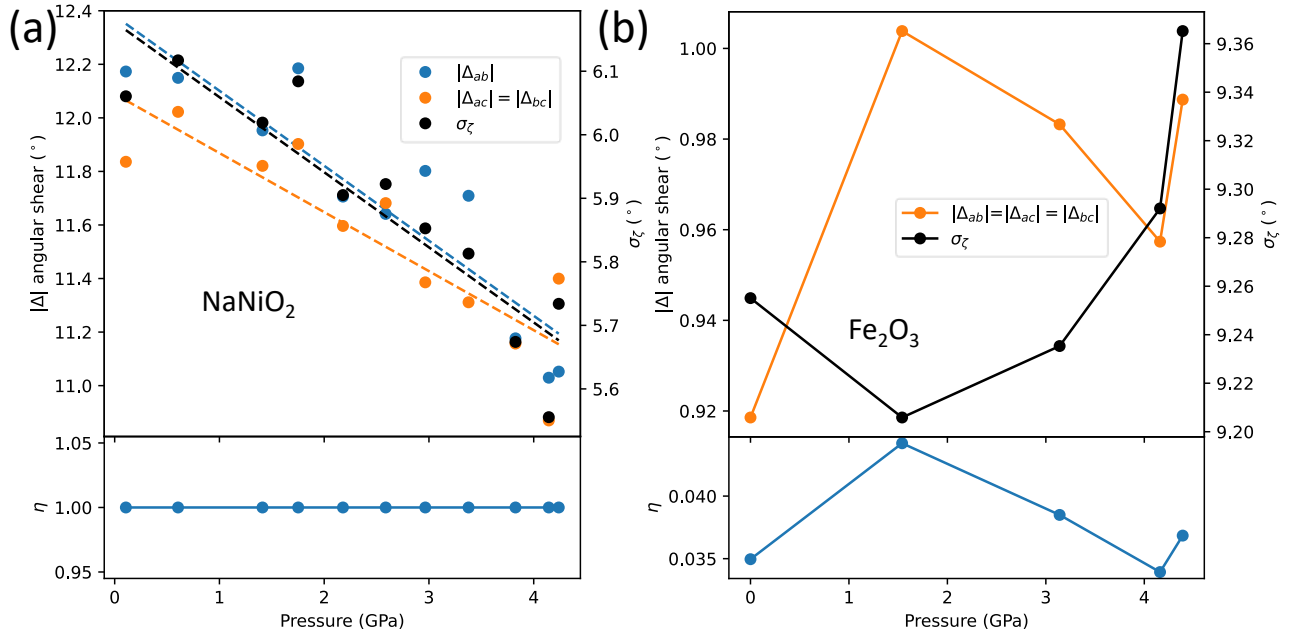 (a)
12.4
12.2
12.0
11.8
11.6
11.4
11.2
11.0
|Δ| angular shear (°)
|Δab|
|Δac| = |Δbc|
σζ
6.1
6.0
5.9
5.8
5.7
5.6
σζ (°)
NaNiO2
1.05
1.00
0.95
η
0 1 2 3 4
Pressure (GPa)
(b)
1.00
0.98
0.96
0.94
0.92
|Δ| angular shear (°)
|Δab|=|Δac| = |Δbc|
σζ
9.36
9.34
9.32
9.30
9.28
9.26
9.24
9.22
9.20
σζ (°)
Fe2O3
0.040
0.035
η
0 1 2 3 4
Pressure (GPa)